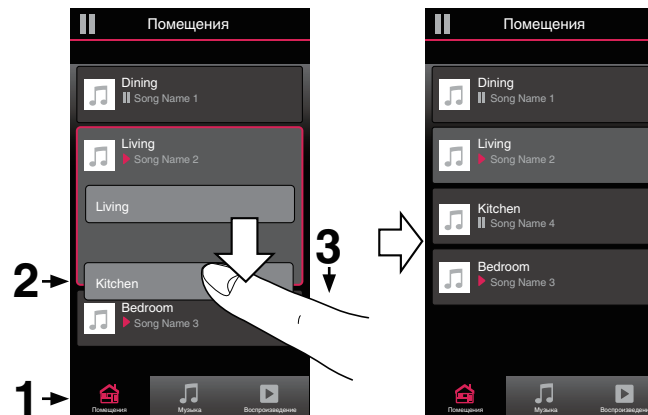 Помещения
Dining
Song Name 1
Living
Song Name 2
Living
Kitchen
Bedroom
Song Name 3
Помещения
Музыка
Воспроизведение
1
2
3
Помещения
Dining
Song Name 1
Living
Song Name 2
Kitchen
Song Name 4
Bedroom
Song Name 3
Помещения
Музыка
Воспроизведение